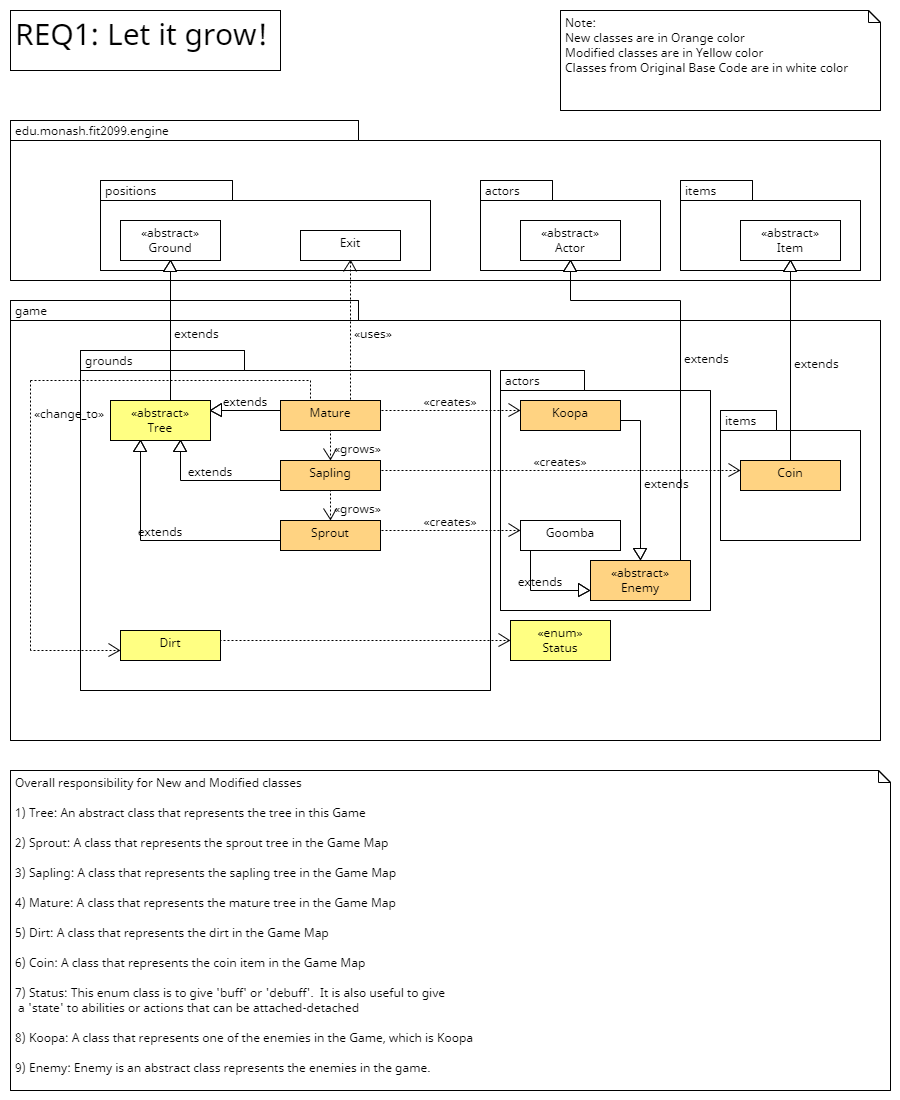 REQ1: Let it grow!
Note:
New classes are in Orange color
Modified classes are in Yellow color
Classes from Original Base Code are in white color
edu.monash.fit2099.engine
positions
actors
items
«abstract»
Ground
Exit
«abstract»
Actor
«abstract»
Item
game
extends
«uses»
extends
extends
grounds
actors
items
«change_to»
«abstract»
Tree
extends
Mature
«creates»
Koopa
«grows»
extends
Sapling
«creates»
extends
Coin
«grows»
extends
Sprout
«creates»
Goomba
extends
«abstract»
Enemy
Dirt
«enum»
Status
Overall responsibility for New and Modified classes
1) Tree: An abstract class that represents the tree in this Game
2) Sprout: A class that represents the sprout tree in the Game Map
3) Sapling: A class that represents the sapling tree in the Game Map
4) Mature: A class that represents the mature tree in the Game Map
5) Dirt: A class that represents the dirt in the Game Map
6) Coin: A class that represents the coin item in the Game Map
7) Status: This enum class is to give 'buff' or 'debuff'.  It is also useful to give
a 'state' to abilities or actions that can be attached-detached
8) Koopa: A class that represents one of the enemies in the Game, which is Koopa
9) Enemy: Enemy is an abstract class represents the enemies in the game.